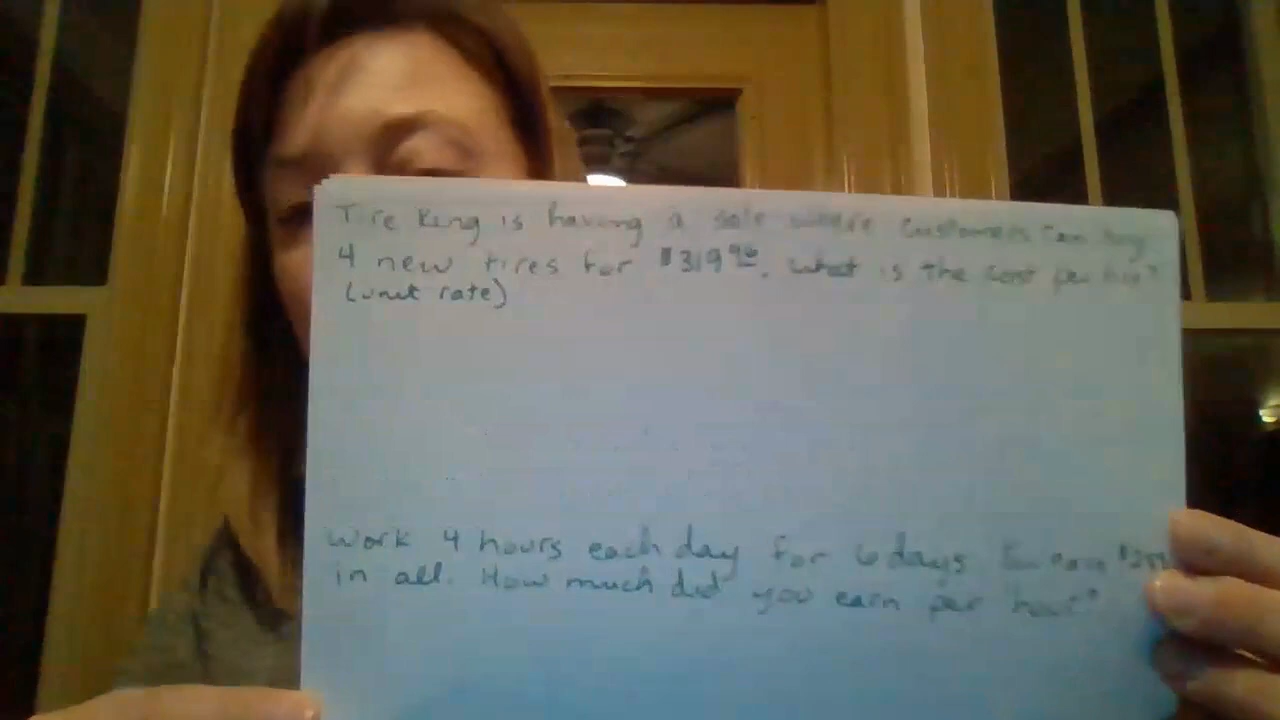 Tire King is having a sale where customers can buy
4 new tires for $319.96. What is the cost per tire?
(unit rate)
Work 4 hours each day for 6 days & earn
in all. How much did you earn per hour?